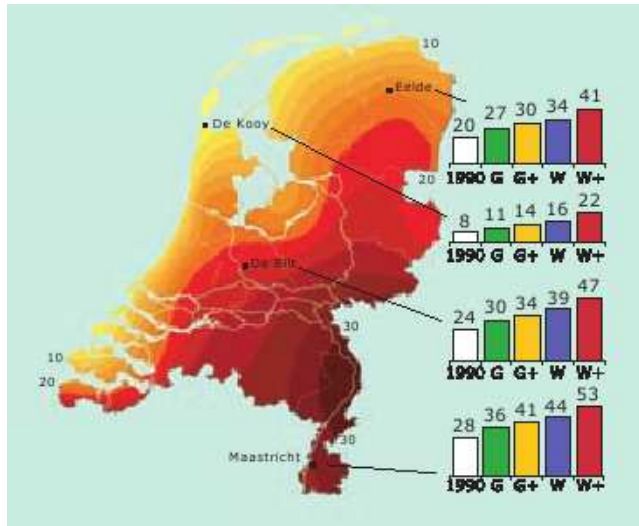 10
Eelde
De Kooy
20
De Bilt
30
10
20
30
Maastricht
20 27 30 34 41
1990 G G+ W W+
8 11 14 16 22
1990 G G+ W W+
24 30 34 39 47
1990 G G+ W W+
28 36 41 44 53
1990 G G+ W W+